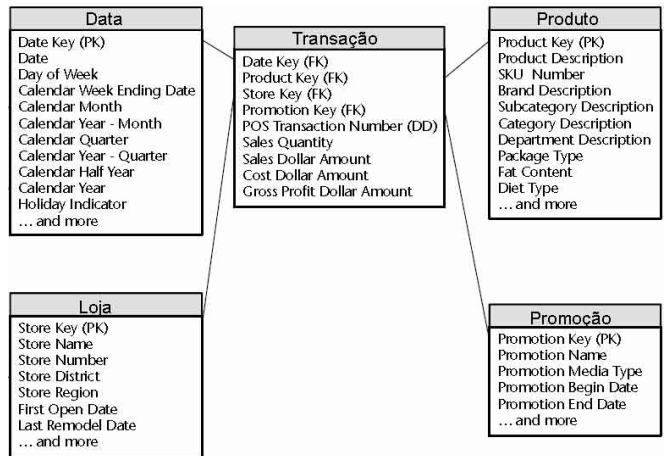 Data
Date Key (PK)
Date
Day of Week
Calendar Week Ending Date
Calendar Month
Calendar Year - Month
Calendar Quarter
Calendar Year - Quarter
Calendar Half Year
Calendar Year
Holiday Indicator
... and more
Transação
Date Key (FK)
Product Key (FK)
Store Key (FK)
Promotion Key (FK)
POS Transaction Number (DD)
Sales Quantity
Sales Dollar Amount
Cost Dollar Amount
Gross Profit Dollar Amount
Produto
Product Key (PK)
Product Description
SKU Number
Brand Description
Subcategory Description
Category Description
Department Description
Package Type
Fat Content
Diet Type
... and more
Loja
Store Key (PK)
Store Name
Store Number
Store District
Store Region
First Open Date
Last Remodel Date
... and more
Promoção
Promotion Key (PK)
Promotion Name
Promotion Media Type
Promotion Begin Date
Promotion End Date
... and more